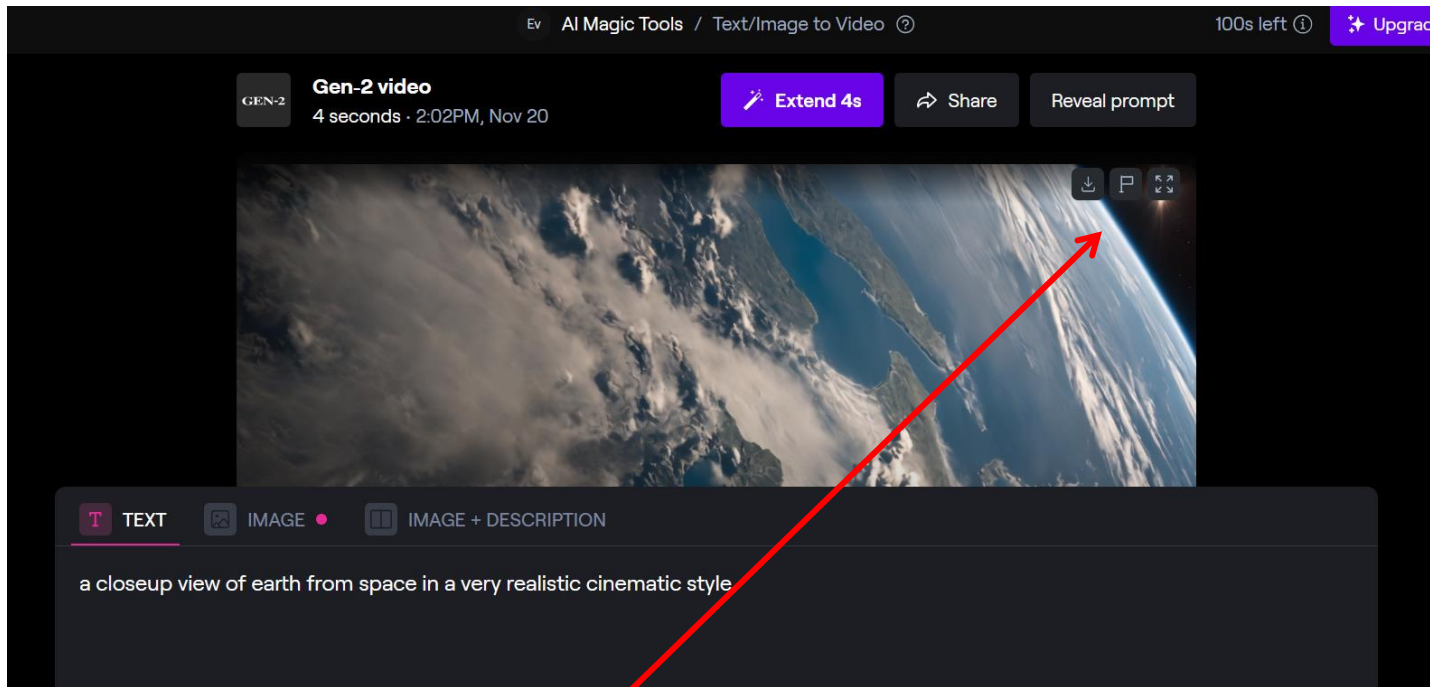 Ev AI Magic Tools / Text/Image to Video ? 100s left i Upgrad
GEN-2 Gen-2 video Extend 4s Share Reveal prompt
4 seconds · 2:02PM, Nov 20
T TEXT IMAGE IMAGE + DESCRIPTION
a closeup view of earth from space in a very realistic cinematic style